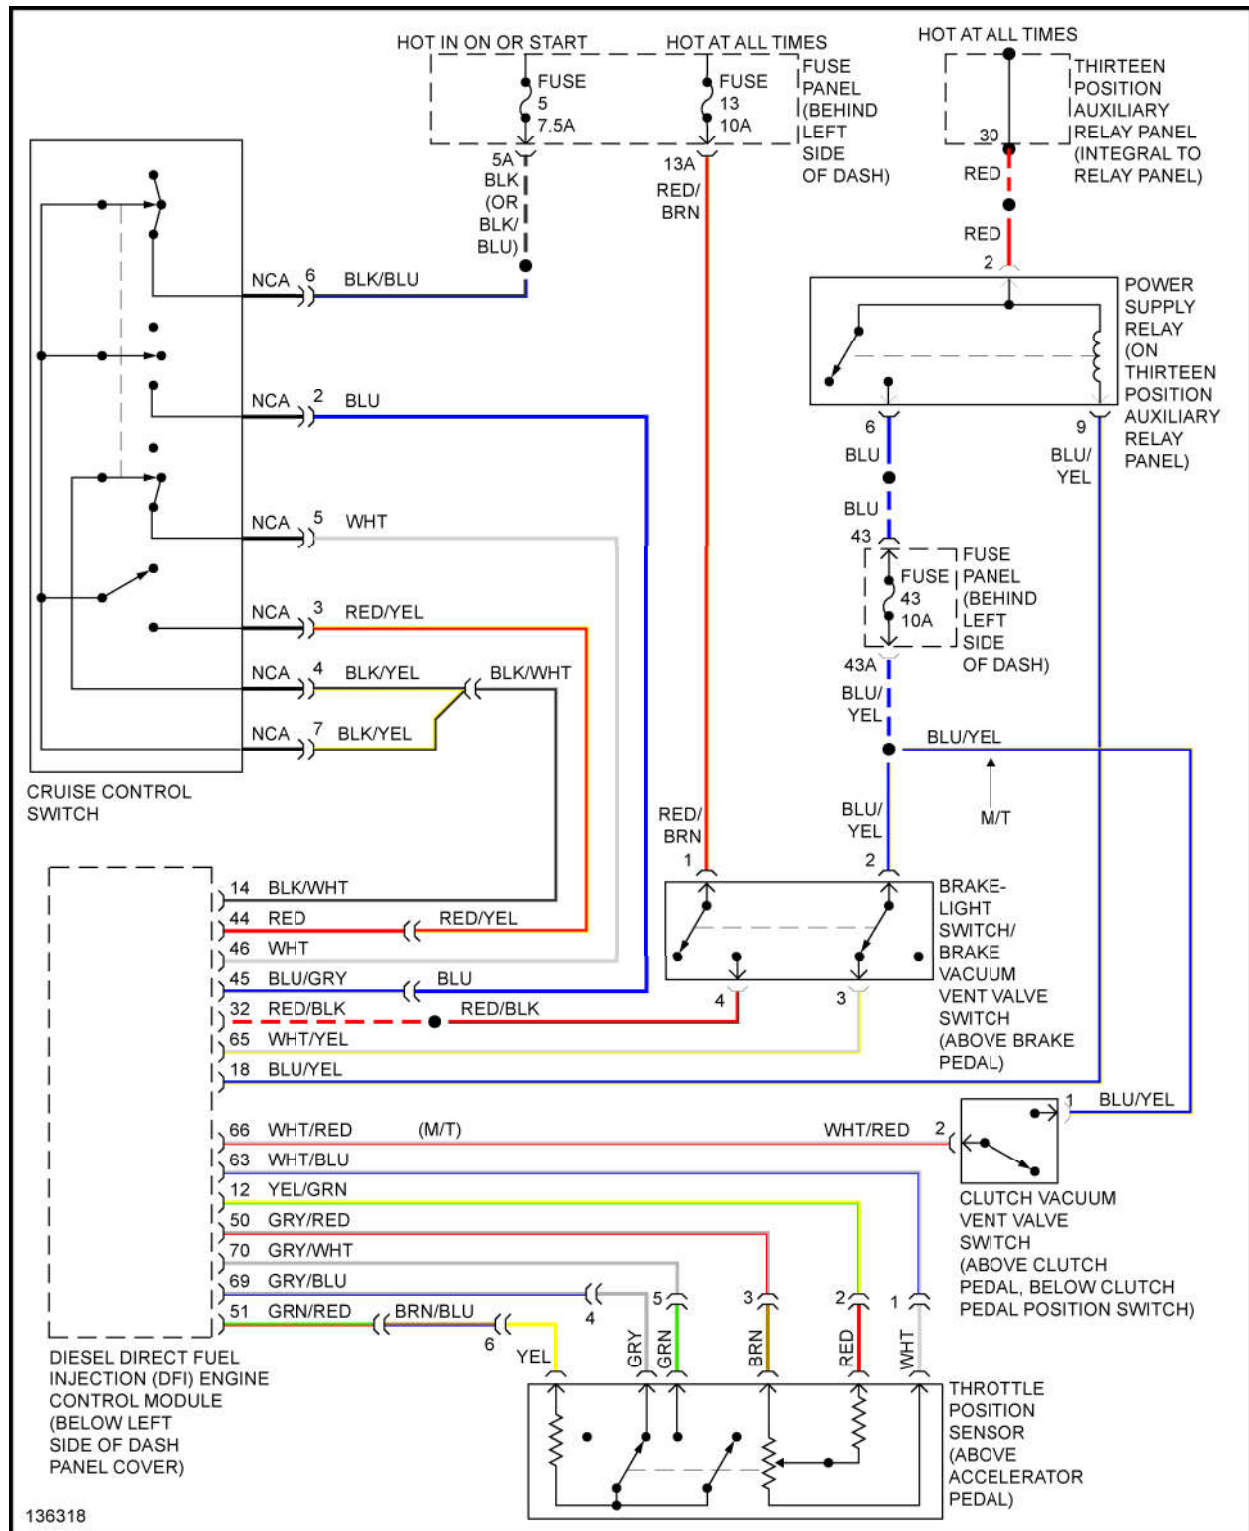 HOT IN ON OR START
HOT AT ALL TIMES
HOT AT ALL TIMES
FUSE
5
7.5A
FUSE
13
10A
FUSE
PANEL
(BEHIND
LEFT
SIDE
OF DASH)
30
THIRTEEN
POSITION
AUXILIARY
RELAY PANEL
(INTEGRAL TO
RELAY PANEL)
5A
BLK
(OR
BLK/
BLU)
13A
RED/
BRN
RED
RED
2
POWER
SUPPLY
RELAY
(ON
THIRTEEN
POSITION
AUXILIARY
RELAY
PANEL)
NCA 6 BLK/BLU
NCA 2 BLU
NCA 5 WHT
NCA 3 RED/YEL
NCA 4 BLK/YEL
BLK/WHT
NCA 7 BLK/YEL
CRUISE CONTROL
SWITCH
6
BLU
BLU
43
9
BLU/
YEL
FUSE
43
10A
FUSE
PANEL
(BEHIND
LEFT
SIDE
OF DASH)
43A
BLU/
YEL
BLU/YEL
M/T
BLU/
YEL
2
RED/
BRN
1
BRAKE-
LIGHT
SWITCH/
BRAKE
VACUUM
VENT VALVE
SWITCH
(ABOVE BRAKE
PEDAL)
4
3
14 BLK/WHT
44 RED
RED/YEL
46 WHT
45 BLU/GRY
BLU
32 RED/BLK
RED/BLK
65 WHT/YEL
18 BLU/YEL
66 WHT/RED
(M/T)
WHT/RED 2
1 BLU/YEL
63 WHT/BLU
12 YEL/GRN
50 GRY/RED
70 GRY/WHT
69 GRY/BLU
51 GRN/RED
BRN/BLU
CLUTCH VACUUM
VENT VALVE
SWITCH
(ABOVE CLUTCH
PEDAL, BELOW CLUTCH
PEDAL POSITION SWITCH)
6
4
5
3
2
1
YEL
GRY
GRN
BRN
RED
WHT
DIESEL DIRECT FUEL
INJECTION (DFI) ENGINE
CONTROL MODULE
(BELOW LEFT
SIDE OF DASH
PANEL COVER)
THROTTLE
POSITION
SENSOR
(ABOVE
ACCELERATOR
PEDAL)
136318